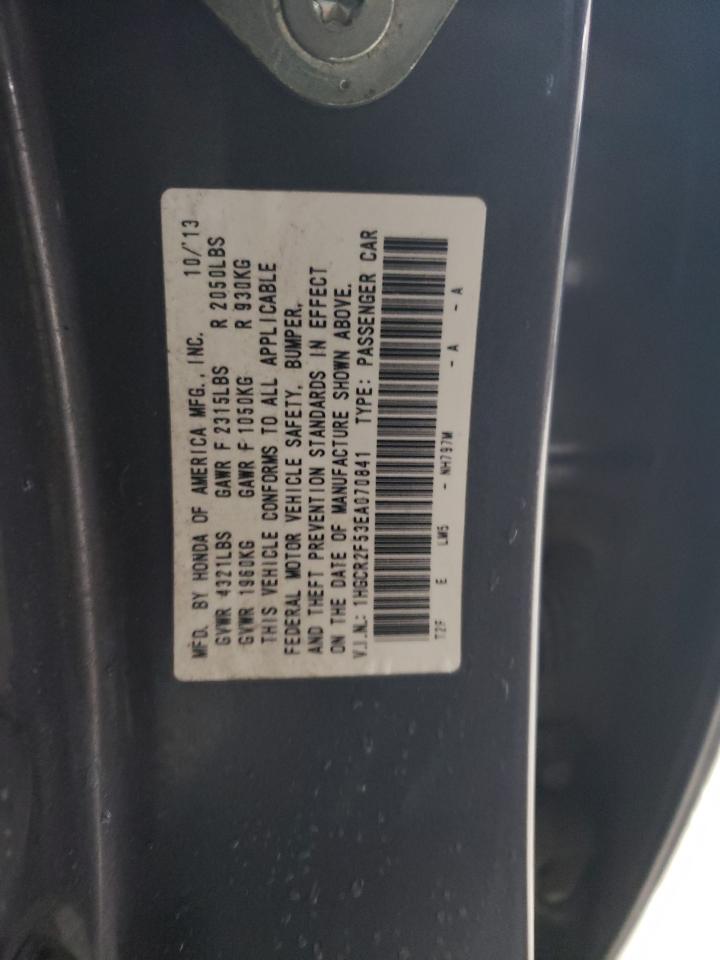 MFD. BY HONDA OF AMERICA MFG., INC. 10/'13
GVWR 4321LBS GAWR F 2315LBS R 2050LBS
GVWR 1960KG GAWR F 1050KG R 930KG
THIS VEHICLE CONFORMS TO ALL APPLICABLE
FEDERAL MOTOR VEHICLE SAFETY, BUMPER,
AND THEFT PREVENTION STANDARDS IN EFFECT
ON THE DATE OF MANUFACTURE SHOWN ABOVE.
V.I.N.: 1HGCR2F53EA070841 TYPE: PASSENGER CAR
T2F E LM5 - NH797M - A - A